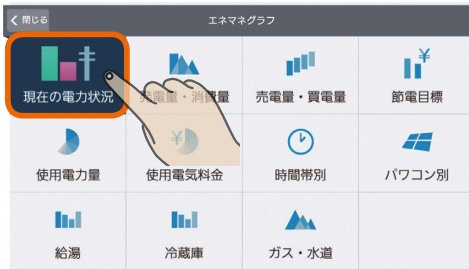 閉じる
エネマネグラフ
現在の電力状況
発電量・消費量
売電量・買電量
¥
節電目標
使用電力量
¥
使用電気料金
時間帯別
パワコン別
給湯
冷蔵庫
ガス・水道